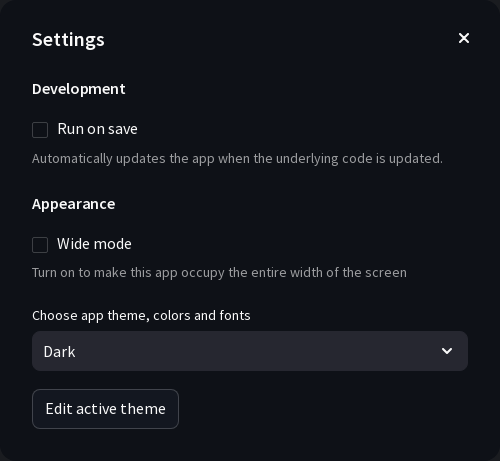 Settings
Development
Run on save
Automatically updates the app when the underlying code is updated.
Appearance
Wide mode
Turn on to make this app occupy the entire width of the screen
Choose app theme, colors and fonts
Dark
Edit active theme